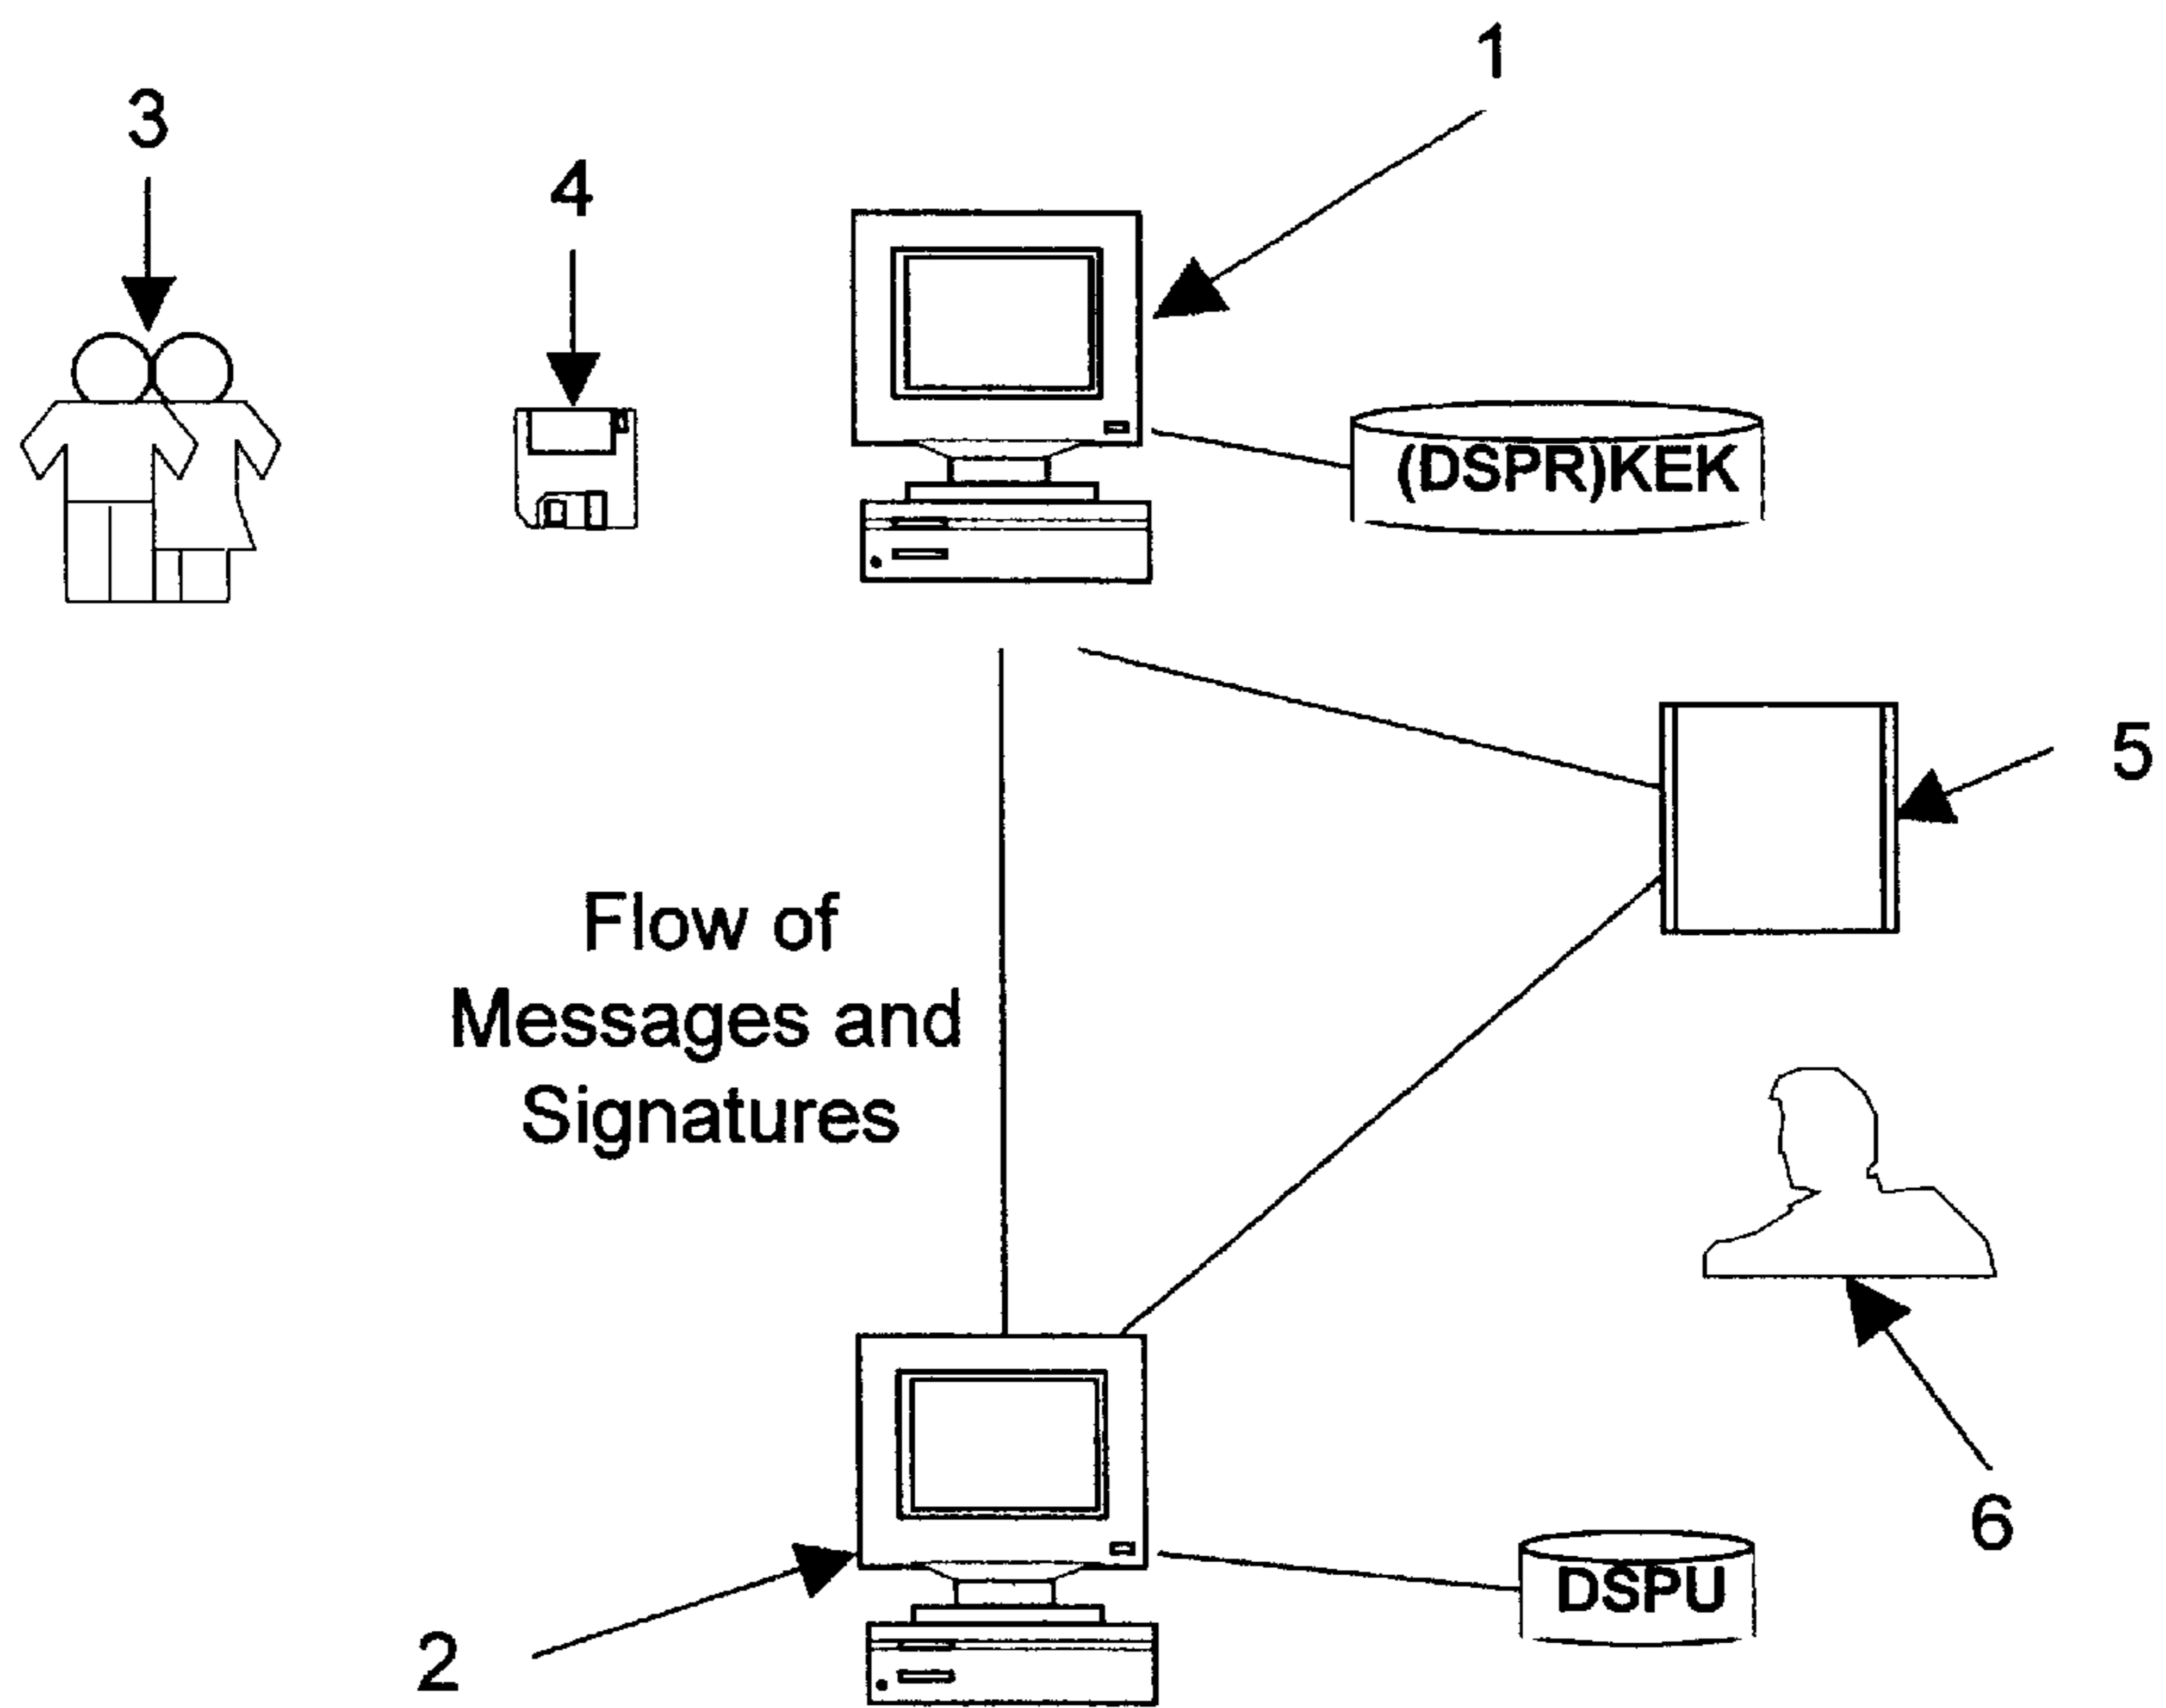 1
3
4
(DSPR)KEK
5
Flow of
Messages and
Signatures
6
DSPU
2